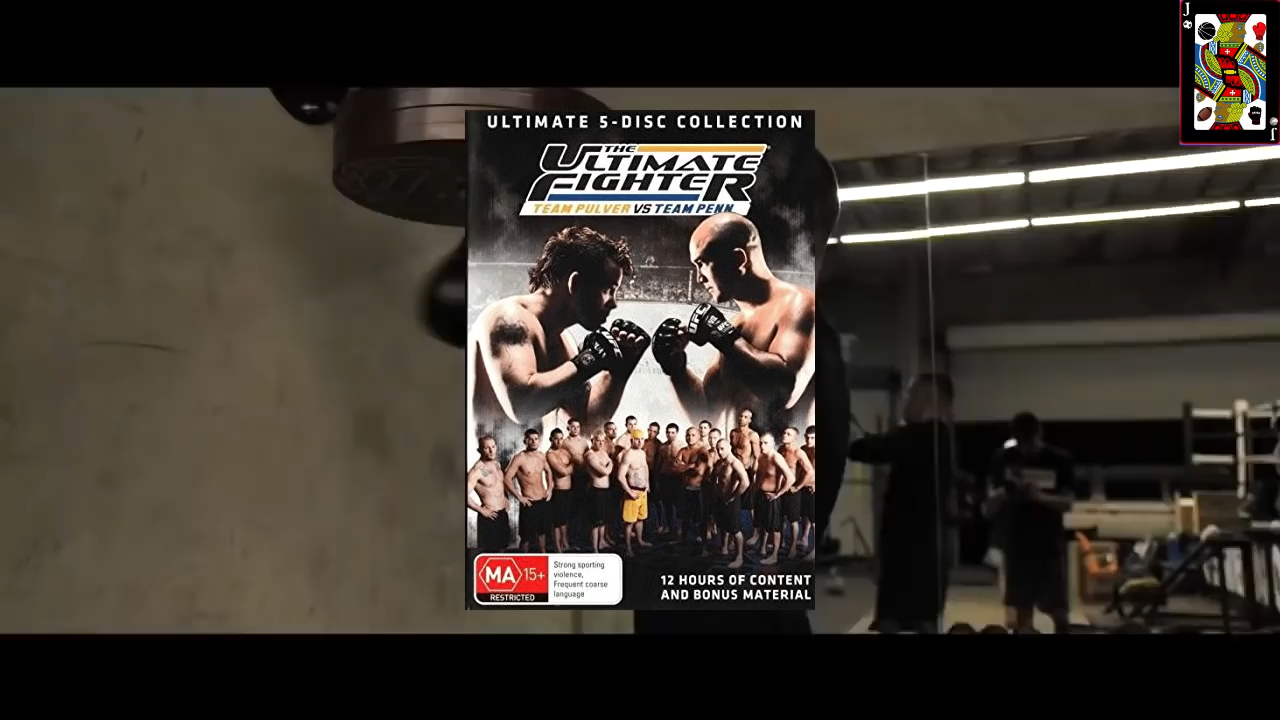 J
ULTIMATE 5-DISC COLLECTION
THE
ULTIMATE
FIGHTER
TEAM PULVER VS TEAM PENN
UFC
MA 15+
RESTRICTED
Strong sporting
violence,
Frequent coarse
language
12 HOURS OF CONTENT
AND BONUS MATERIAL
J